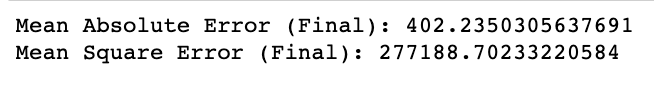 Mean Absolute Error (Final): 402.2350305637691
Mean Square Error (Final): 277188.70233220584